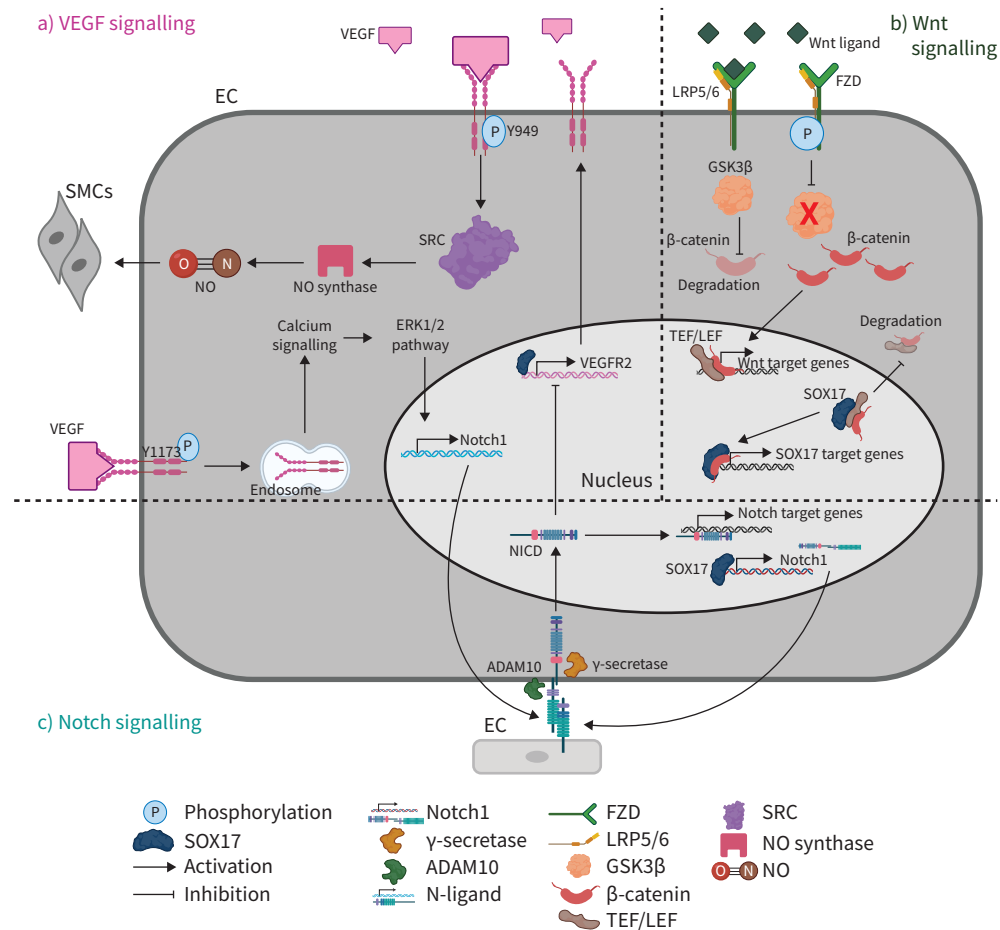 a) VEGF signalling
b) Wnt
signalling
VEGF
Wnt ligand
LRP5/6
FZD
EC
P
Y949
P
GSK3β
X
SMCs
SRC
β-catenin
β-catenin
Degradation
O
N
NO
NO synthase
Calcium
signalling
ERK1/2
pathway
Degradation
TEF/LEF
Wnt target genes
VEGFR2
SOX17
VEGF
Y1173
P
Notch1
SOX17 target genes
Endosome
Nucleus
Notch target genes
NICD
SOX17
Notch1
ADAM10
γ-secretase
c) Notch signalling
EC
P
Phosphorylation
SOX17
Activation
Inhibition
Notch1
γ-secretase
ADAM10
N-ligand
FZD
LRP5/6
GSK3β
β-catenin
TEF/LEF
SRC
NO synthase
O
N
NO